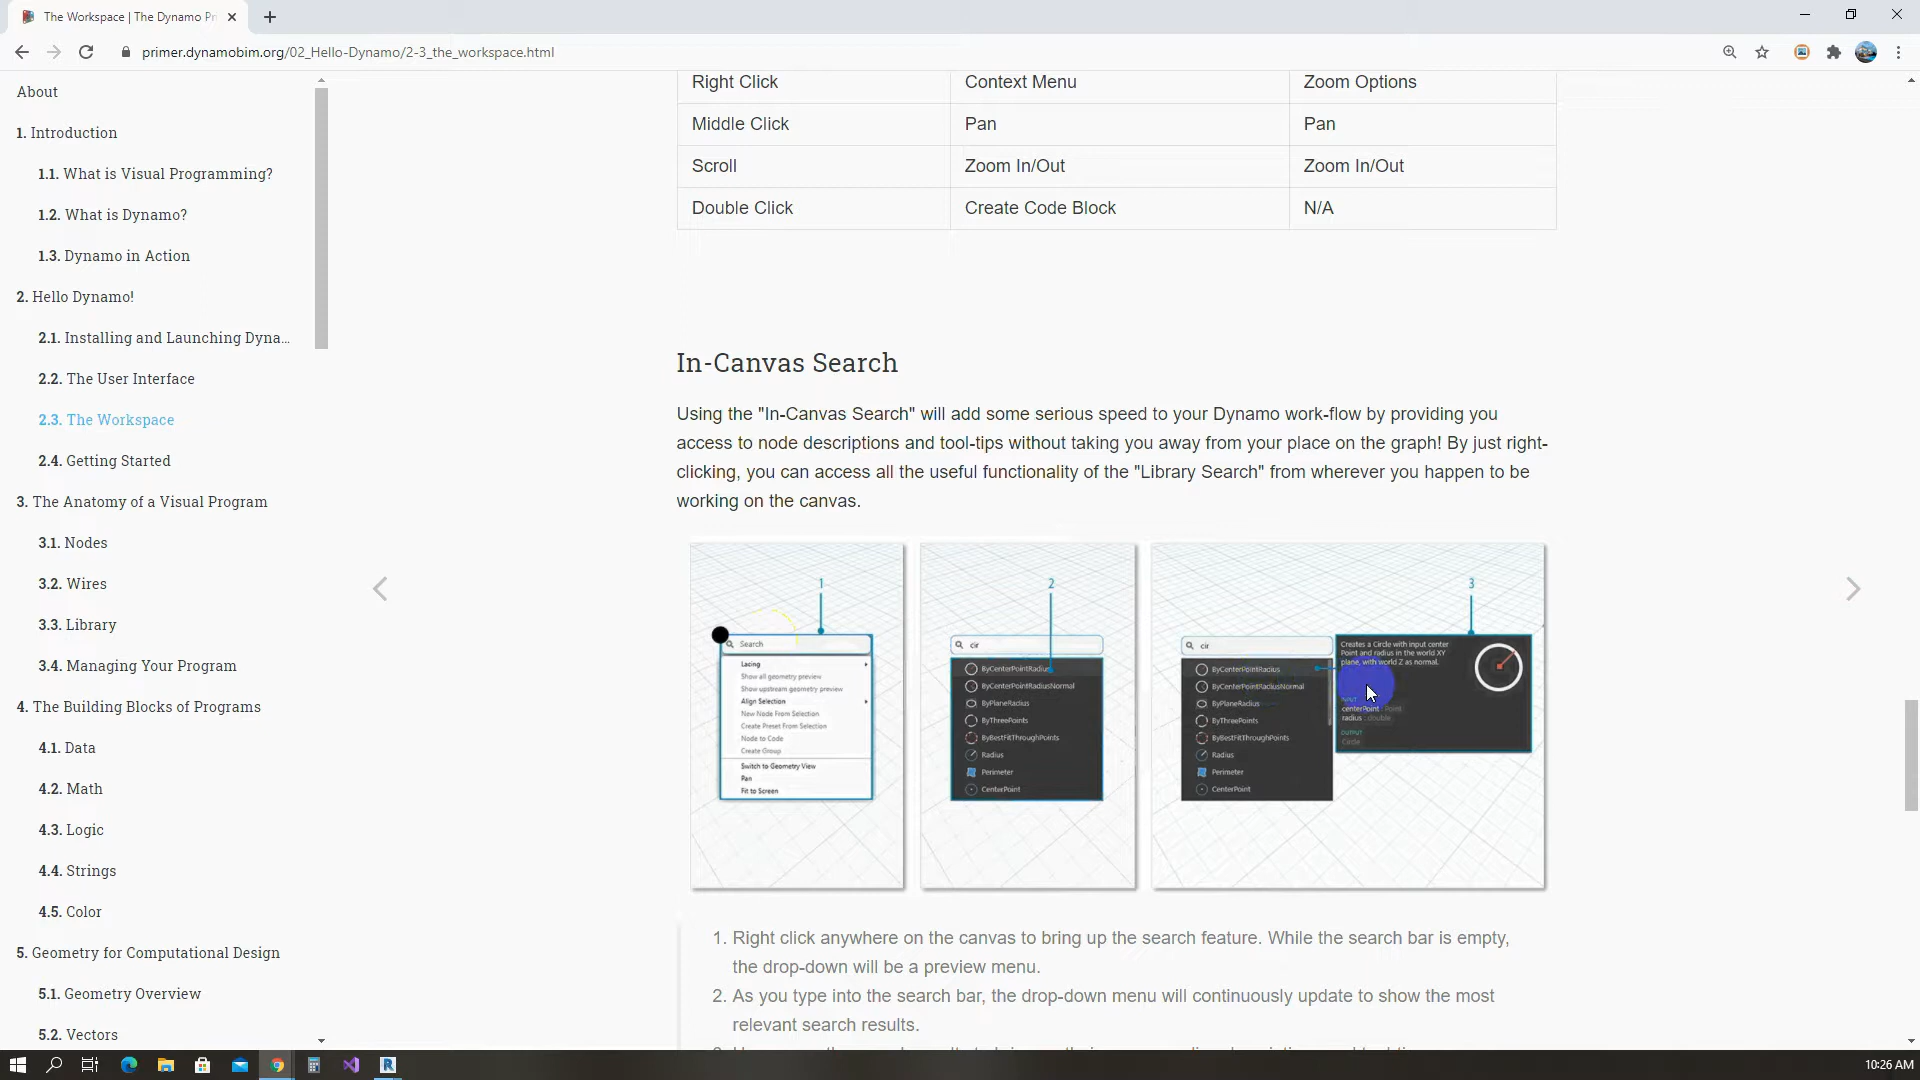 The Workspace | The Dynamo Pr
primer.dynamobim.org/02_Hello-Dynamo/2-3_the_workspace.html
About
1. Introduction
1.1. What is Visual Programming?
1.2. What is Dynamo?
1.3. Dynamo in Action
2. Hello Dynamo!
2.1. Installing and Launching Dyna...
2.2. The User Interface
2.3. The Workspace
2.4. Getting Started
3. The Anatomy of a Visual Program
3.1. Nodes
3.2. Wires
3.3. Library
3.4. Managing Your Program
4. The Building Blocks of Programs
4.1. Data
4.2. Math
4.3. Logic
4.4. Strings
4.5. Color
5. Geometry for Computational Design
5.1. Geometry Overview
5.2. Vectors
Right Click Context Menu Zoom Options
Middle Click Pan Pan
Scroll Zoom In/Out Zoom In/Out
Double Click Create Code Block N/A
In-Canvas Search
Using the "In-Canvas Search" will add some serious speed to your Dynamo work-flow by providing you
access to node descriptions and tool-tips without taking you away from your place on the graph! By just right-
clicking, you can access all the useful functionality of the "Library Search" from wherever you happen to be
working on the canvas.
1
Search
Lacing
Show all geometry preview
Show upstream geometry preview
Align Selection
New Node From Selection
Create Preset From Selection
Node to Code
Create Group
Switch to Geometry View
Pan
Fit to Screen
2
cir
ByCenterPointRadius
ByCenterPointRadiusNormal
ByPlaneRadius
ByThreePoints
ByBestFitThroughPoints
Radius
Perimeter
CenterPoint
3
cir
ByCenterPointRadius
ByCenterPointRadiusNormal
ByPlaneRadius
ByThreePoints
ByBestFitThroughPoints
Radius
Perimeter
CenterPoint
Creates a Circle with input center
Point and radius in the world XY
plane, with world Z as normal.
centerPoint : Point
radius : double
OUTPUT
Circle
1. Right click anywhere on the canvas to bring up the search feature. While the search bar is empty,
the drop-down will be a preview menu.
2. As you type into the search bar, the drop-down menu will continuously update to show the most
relevant search results.
10:26 AM